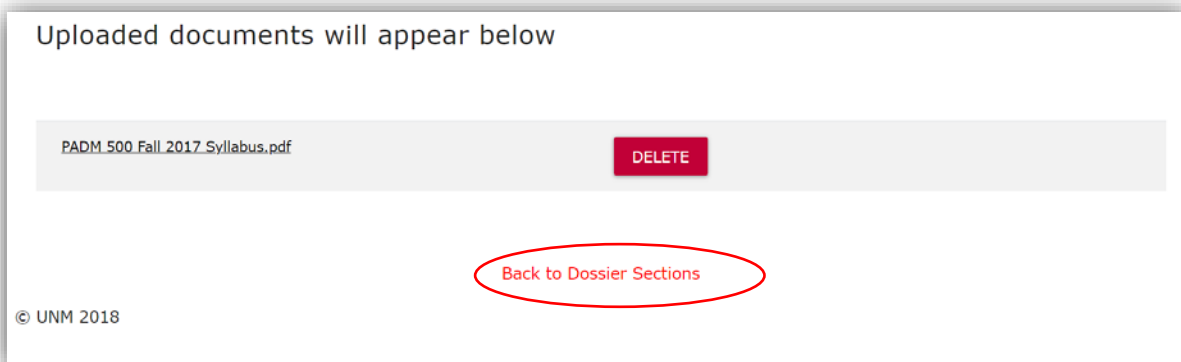 Uploaded documents will appear below
PADM 500 Fall 2017 Syllabus.pdf
DELETE
Back to Dossier Sections
© UNM 2018